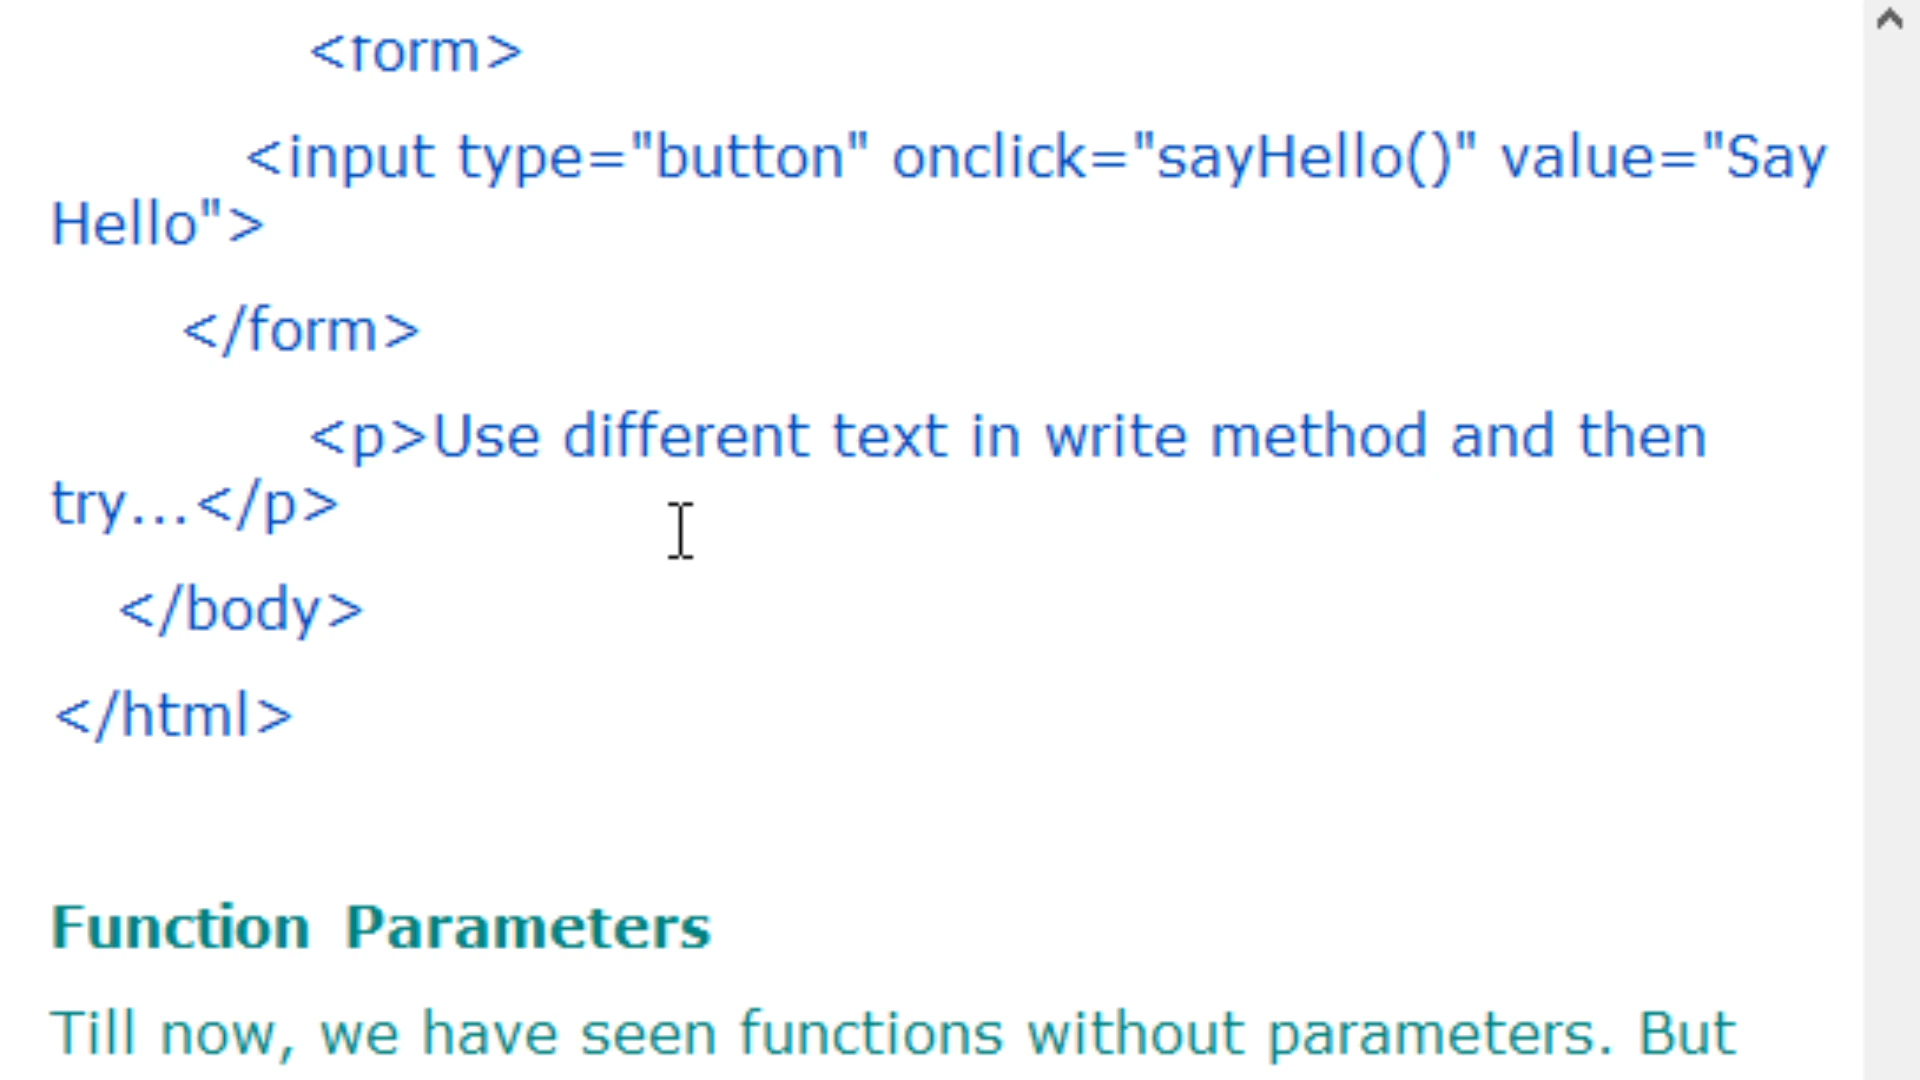 <form>
<input type="button" onclick="sayHello()" value="Say
Hello">
</form>
<p>Use different text in write method and then
try...</p>
</body>
</html>
Function Parameters
Till now, we have seen functions without parameters. But